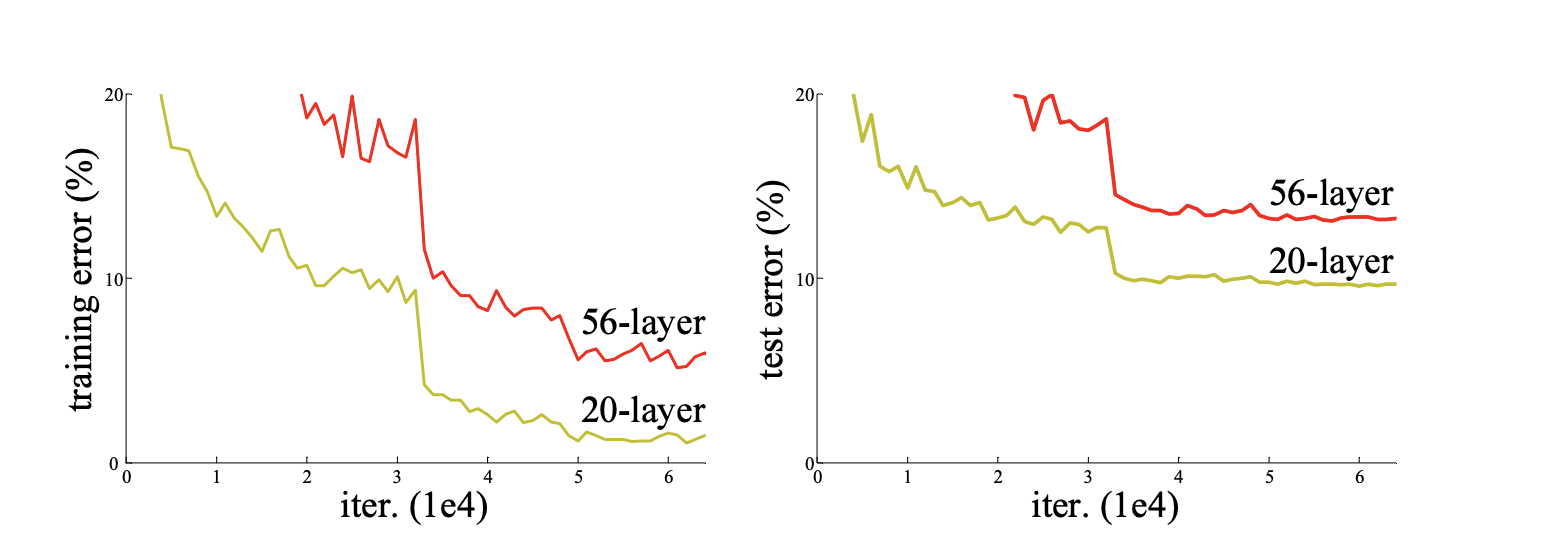 20
10
0
training error (%)
56-layer
20-layer
0 1 2 3 4 5 6
iter. (1e4)
20
10
0
test error (%)
56-layer
20-layer
0 1 2 3 4 5 6
iter. (1e4)